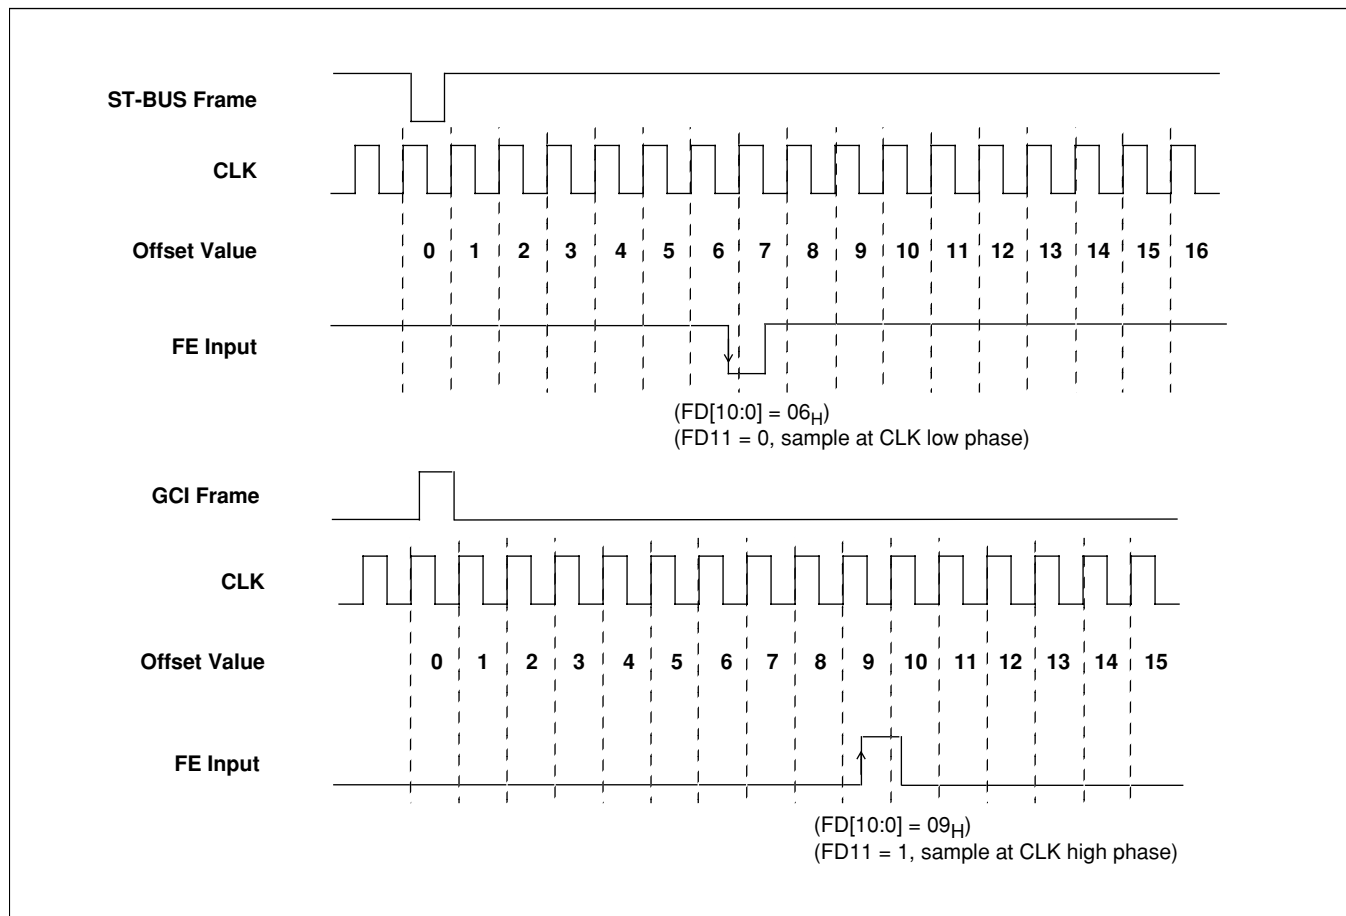 ST-BUS Frame
CLK
Offset Value 0 1 2 3 4 5 6 7 8 9 10 11 12 13 14 15 16
FE Input
(FD[10:0] = 06H)
(FD11 = 0, sample at CLK low phase)
GCI Frame
CLK
Offset Value 0 1 2 3 4 5 6 7 8 9 10 11 12 13 14 15
FE Input
(FD[10:0] = 09H)
(FD11 = 1, sample at CLK high phase)